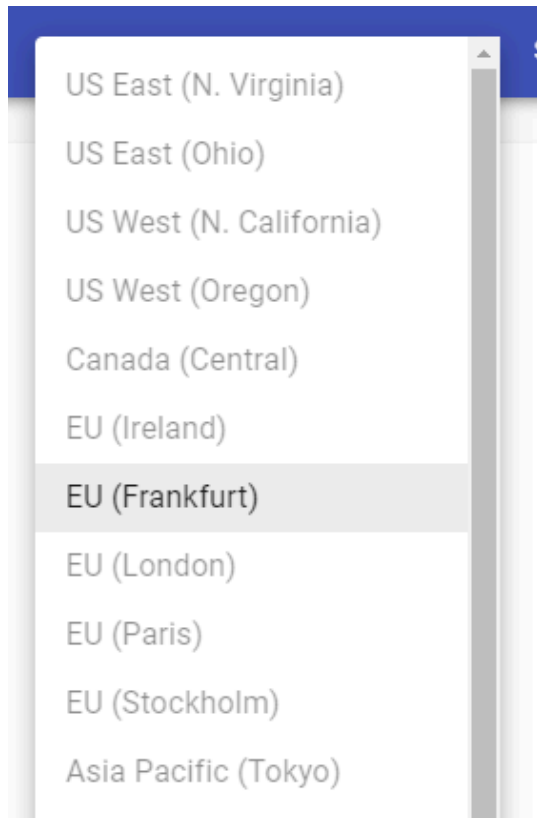 US East (N. Virginia)
US East (Ohio)
US West (N. California)
US West (Oregon)
Canada (Central)
EU (Ireland)
EU (Frankfurt)
EU (London)
EU (Paris)
EU (Stockholm)
Asia Pacific (Tokyo)